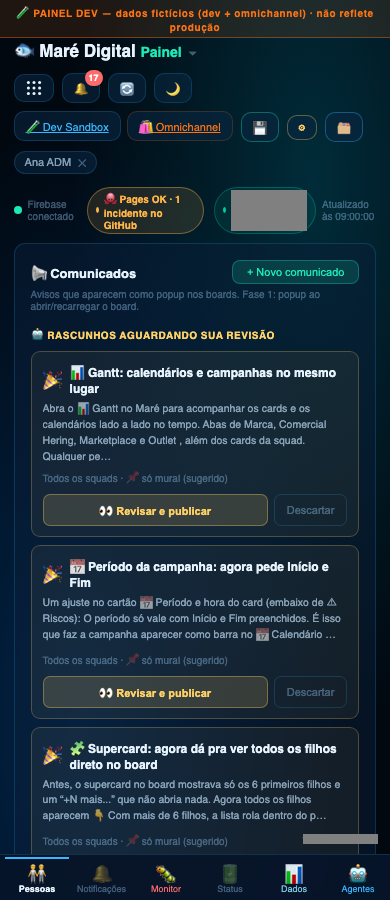 PAINEL DEV — dados fictícios (dev + omnichannel) · não reflete
produção
Maré Digital Painel
17
Dev Sandbox
Omnichannel
Ana ADM ×
Firebase
conectado
Pages OK · 1
incidente no
GitHub
Atualizado
às 09:00:00
Comunicados
+ Novo comunicado
Avisos que aparecem como popup nos boards. Fase 1: popup ao
abrir/recarregar o board.
RASCUNHOS AGUARDANDO SUA REVISÃO
Gantt: calendários e campanhas no mesmo
lugar
Abra o 📊 Gantt no Maré para acompanhar os cards e os
calendários lado a lado no tempo. Abas de Marca, Comercial
Hering, Marketplace e Outlet , além dos cards da squad.
Qualquer pe…
Todos os squads · 📌 só mural (sugerido)
👀 Revisar e publicar
Descartar
Período da campanha: agora pede Início e
Fim
Um ajuste no cartão 📅 Período e hora do card (embaixo de ⚠
Riscos): O período só vale com Início e Fim preenchidos. É isso
que faz a campanha aparecer como barra no 📅 Calendário …
Todos os squads · 📌 só mural (sugerido)
👀 Revisar e publicar
Descartar
Supercard: agora dá pra ver todos os filhos
direto no board
Antes, o supercard no board mostrava só os 6 primeiros filhos e
um "+N mais..." que não abria nada. Agora todos os filhos
aparecem 👇 Com mais de 6 filhos, a lista rola dentro do p…
Todos os squads · 📌 só mural (sugerido)
Pessoas
Notificações
Monitor
Status
Dados
Agentes